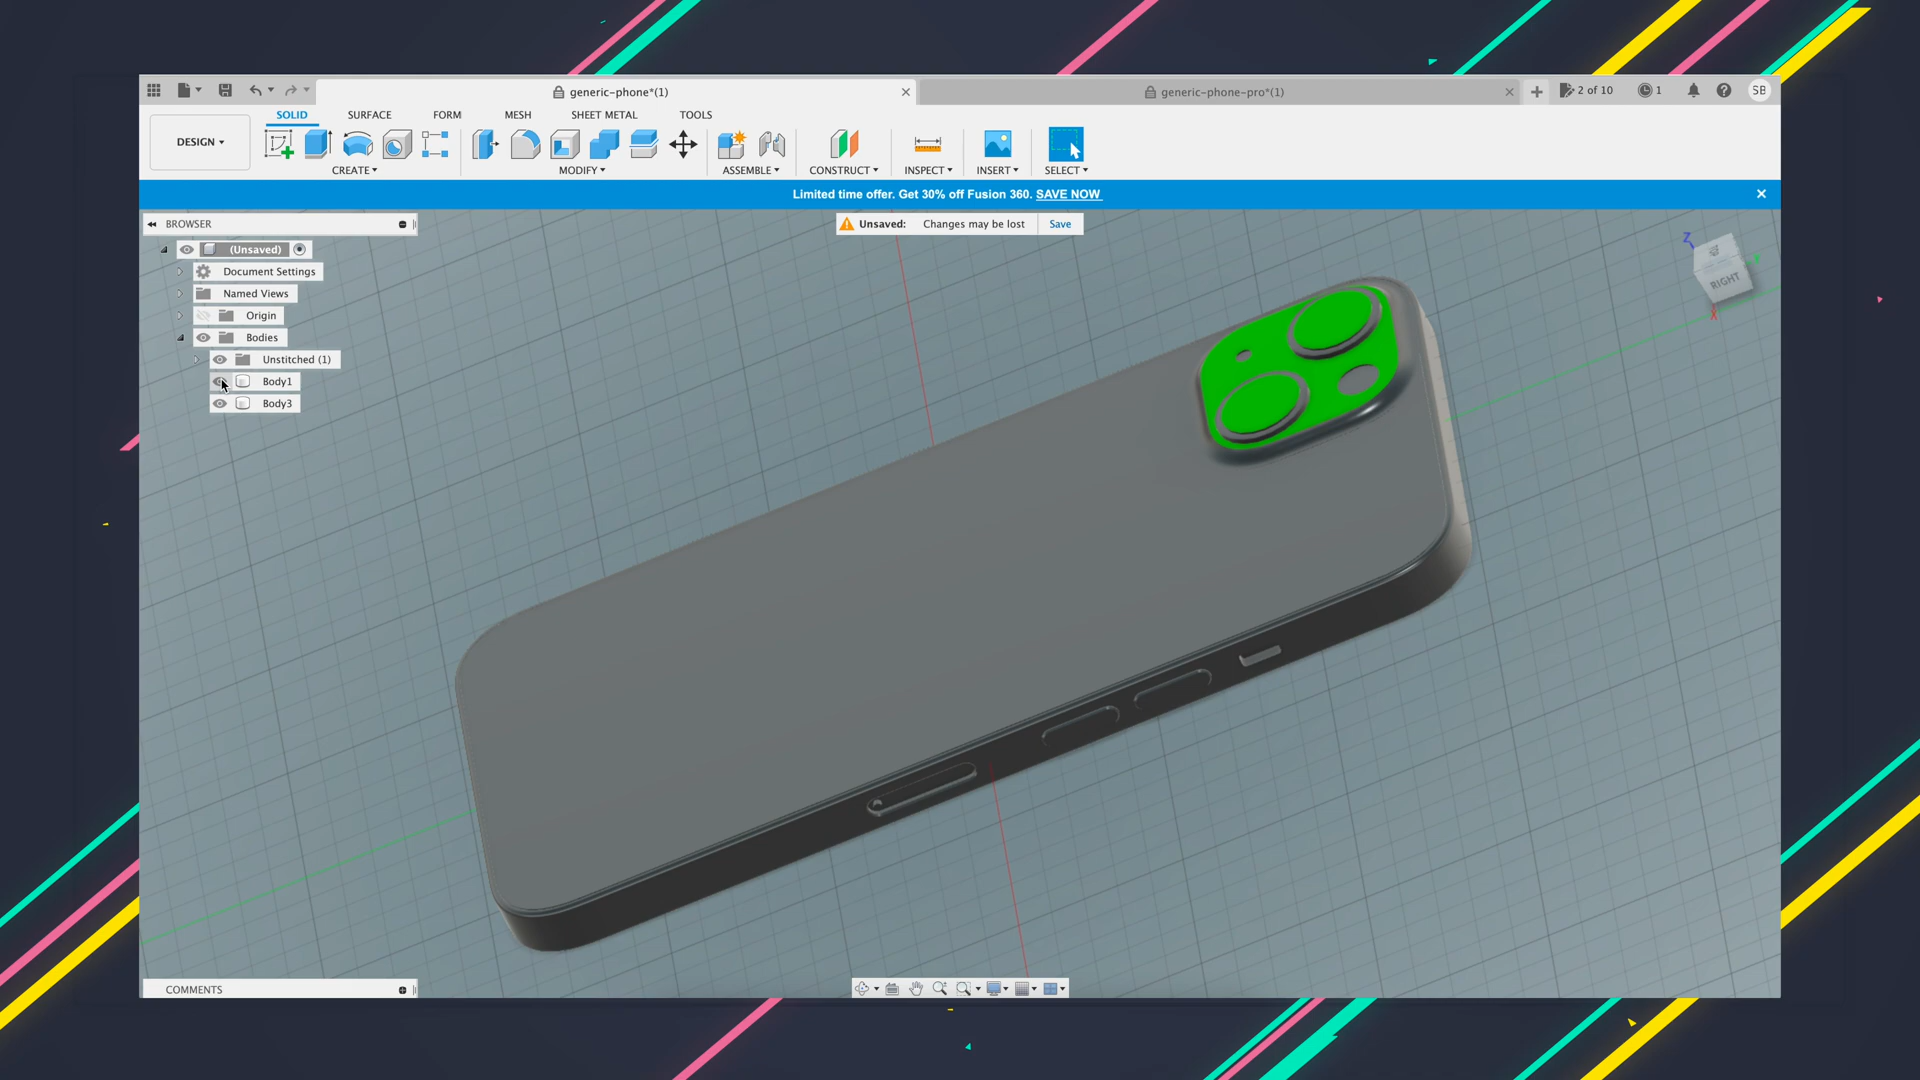 generic-phone*(1)
generic-phone-pro*(1)
2 of 10
1
SB
DESIGN
SOLID
SURFACE
FORM
MESH
SHEET METAL
TOOLS
CREATE
MODIFY
ASSEMBLE
CONSTRUCT
INSPECT
INSERT
SELECT
Limited time offer. Get 30% off Fusion 360. SAVE NOW
BROWSER
Unsaved: Changes may be lost Save
(Unsaved)
Document Settings
Named Views
Origin
Bodies
Unstitched (1)
Body1
Body3
Z
RIGHT
X
COMMENTS